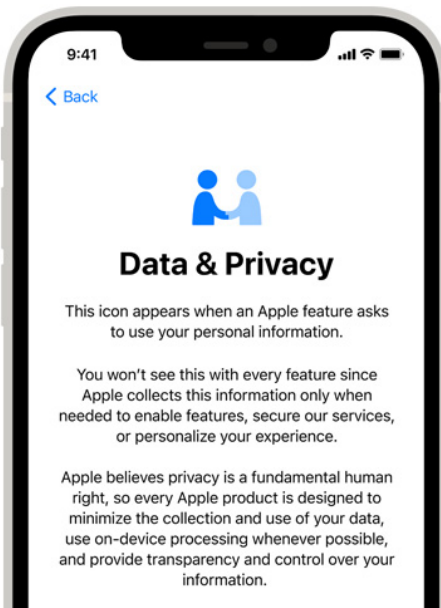 9:41
Back
Data & Privacy
This icon appears when an Apple feature asks
to use your personal information.
You won't see this with every feature since
Apple collects this information only when
needed to enable features, secure our services,
or personalize your experience.
Apple believes privacy is a fundamental human
right, so every Apple product is designed to
minimize the collection and use of your data,
use on-device processing whenever possible,
and provide transparency and control over your
information.